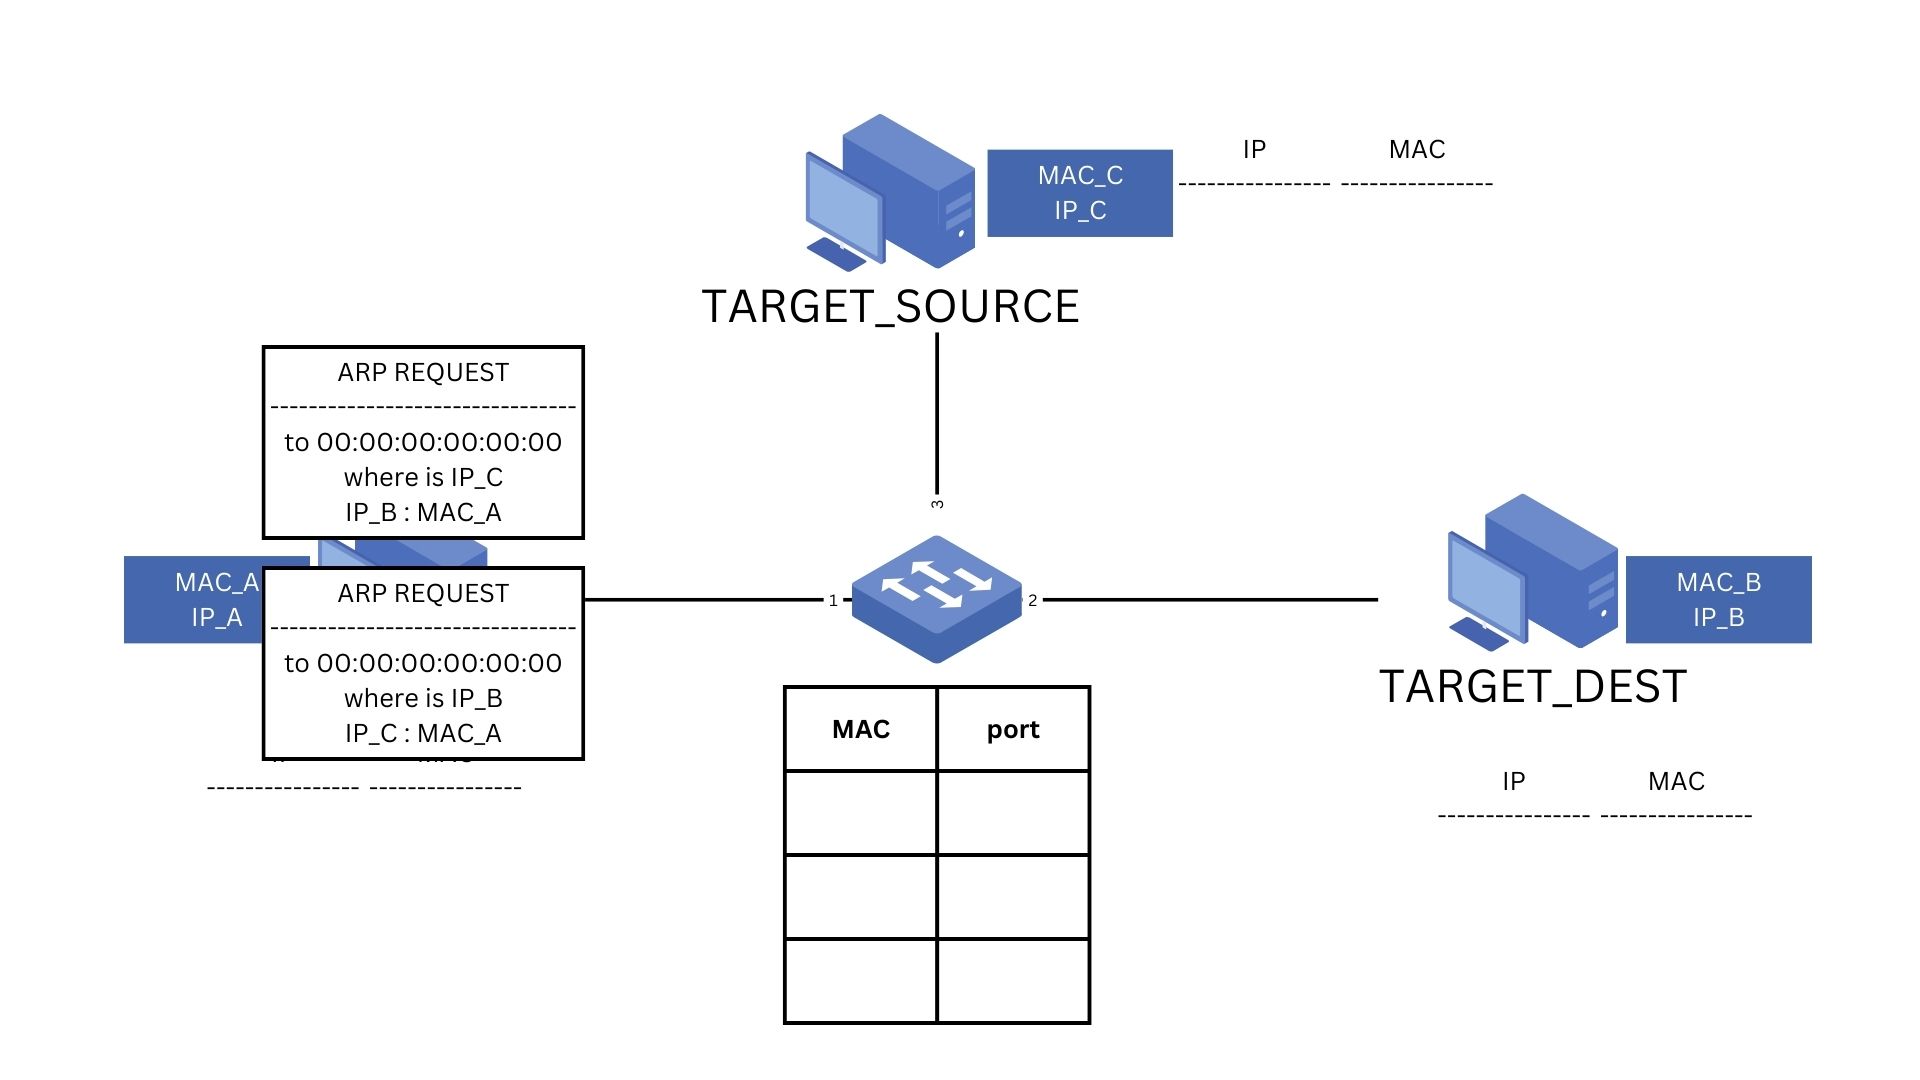 IP MAC
--------------- ---------------
MAC_C
IP_C
TARGET_SOURCE
ARP REQUEST
------------------------------
to 00:00:00:00:00:00
where is IP_C
IP_B : MAC_A
3
MAC_A
IP_A
ARP REQUEST
------------------------------
to 00:00:00:00:00:00
where is IP_B
IP_C : MAC_A
--------------- ---------------
1
2
MAC_B
IP_B
TARGET_DEST
IP MAC
--------------- ---------------
MAC port